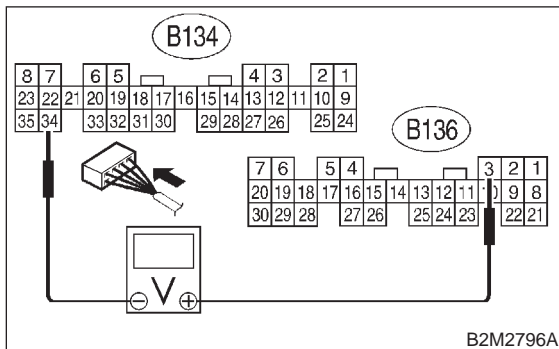 B134
8 7 6 5 4 3 2 1
23 22 21 20 19 18 17 16 15 14 13 12 11 10 9
35 34 33 32 31 30 29 28 27 26 25 24
B136
7 6 5 4 3 2 1
20 19 18 17 16 15 14 13 12 11 10 9 8
30 29 28 27 26 25 24 23 22 21
V
− +
B2M2796A